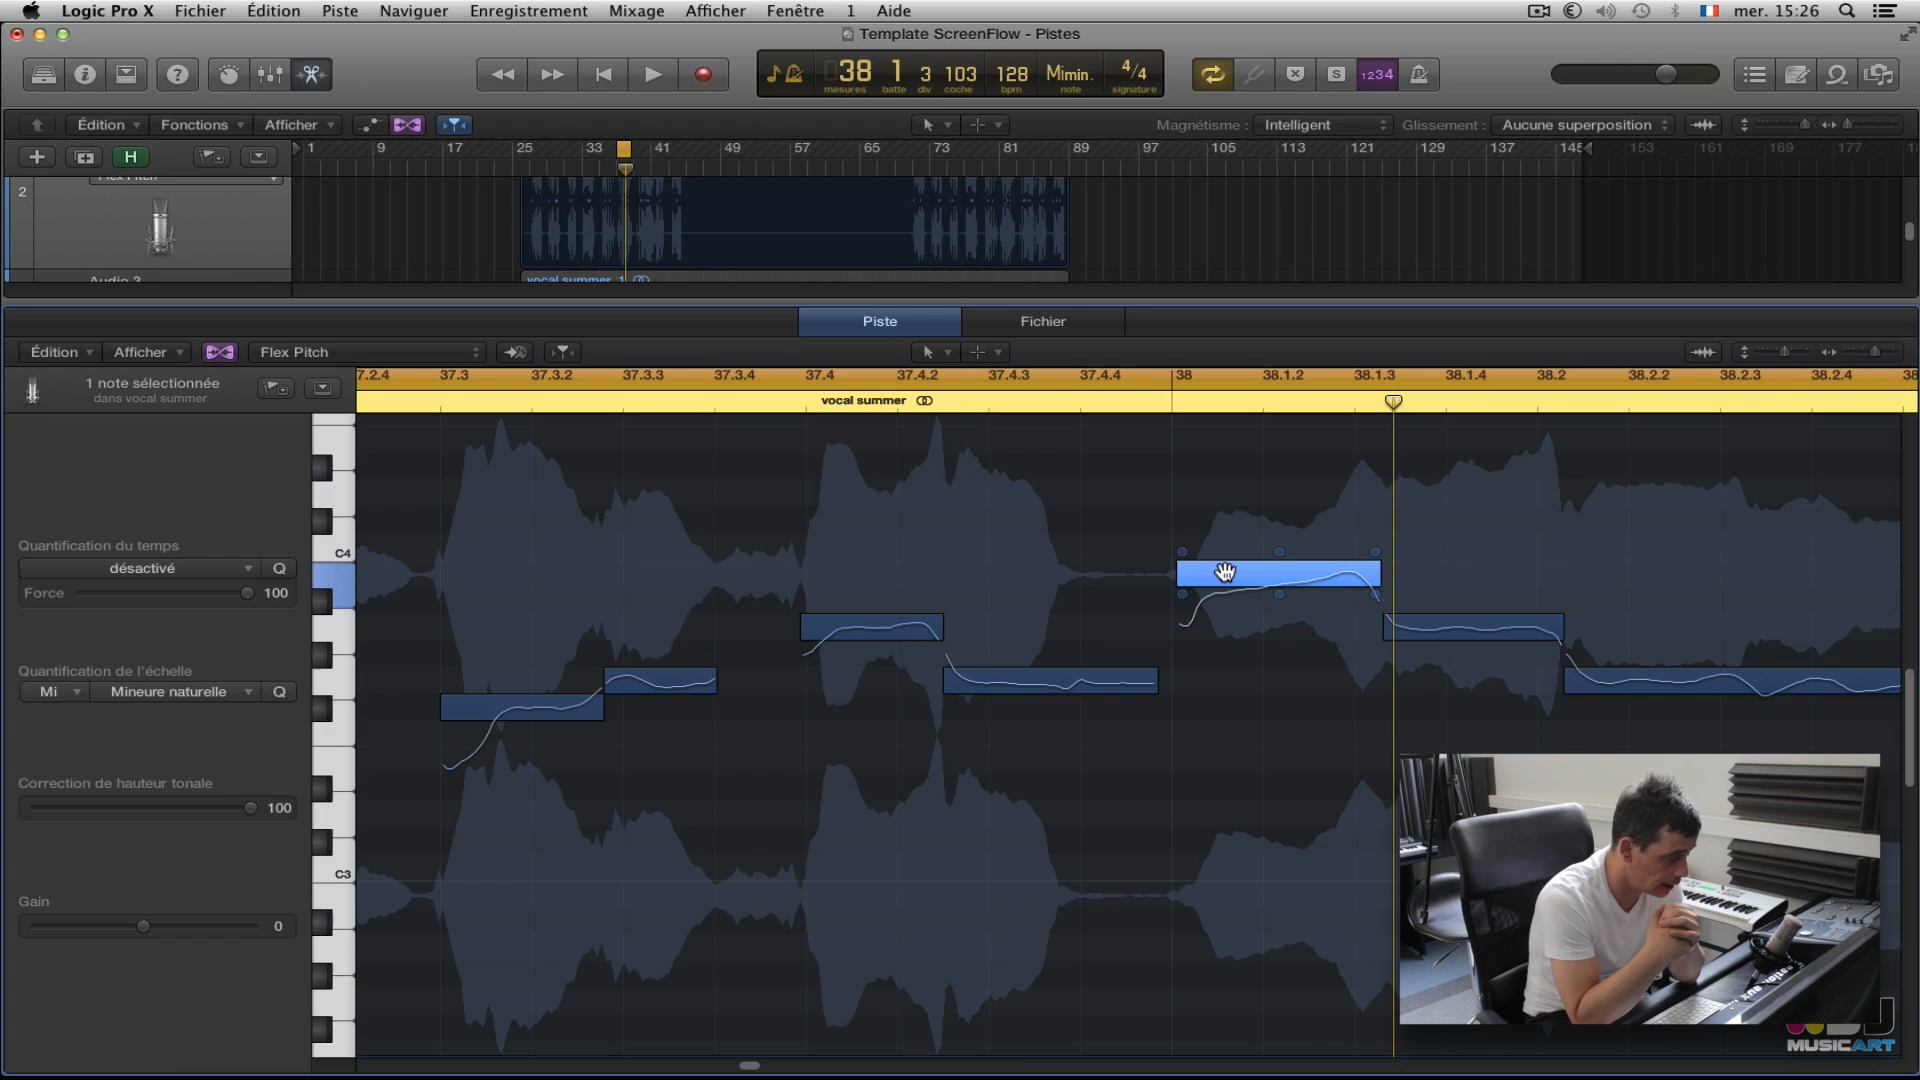 Logic Pro X Fichier Édition Piste Naviguer Enregistrement Mixage Afficher Fenêtre 1 Aide mer. 15:26
Template ScreenFlow - Pistes
38 1 3 103 128 Mimin. 4/4
mesures batte div coche bpm note signature
S 1234
Édition Fonctions Afficher Magnétisme : Intelligent Glissement : Aucune superposition
H 1 9 17 25 33 41 49 57 65 73 81 89 97 105 113 121 129 137 145 153 161 169 177
2 Flex Pitch
Audio 3 vocal summer_1
Piste Fichier
Édition Afficher Flex Pitch
7.2.4 37.3 37.3.2 37.3.3 37.3.4 37.4 37.4.2 37.4.3 37.4.4 38 38.1.2 38.1.3 38.1.4 38.2 38.2.2 38.2.3 38.2.4 38
1 note sélectionnée
dans vocal summer
vocal summer
C4
Quantification du temps
désactivé Q
Force 100
Quantification de l'échelle
Mi Mineure naturelle Q
Correction de hauteur tonale
100
C3
Gain
0
MUSICART